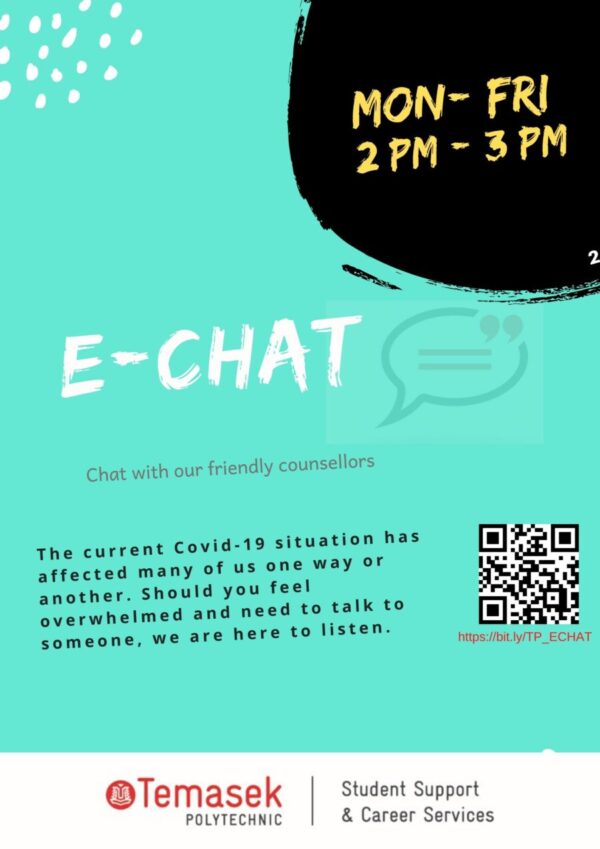 MON- FRI
2 PM - 3 PM
2
E-CHAT
Chat with our friendly counsellors
The current Covid-19 situation has
affected many of us one way or
another. Should you feel
overwhelmed and need to talk to
someone, we are here to listen.
https://bit.ly/TP_ECHAT
Temasek
POLYTECHNIC
Student Support
& Career Services